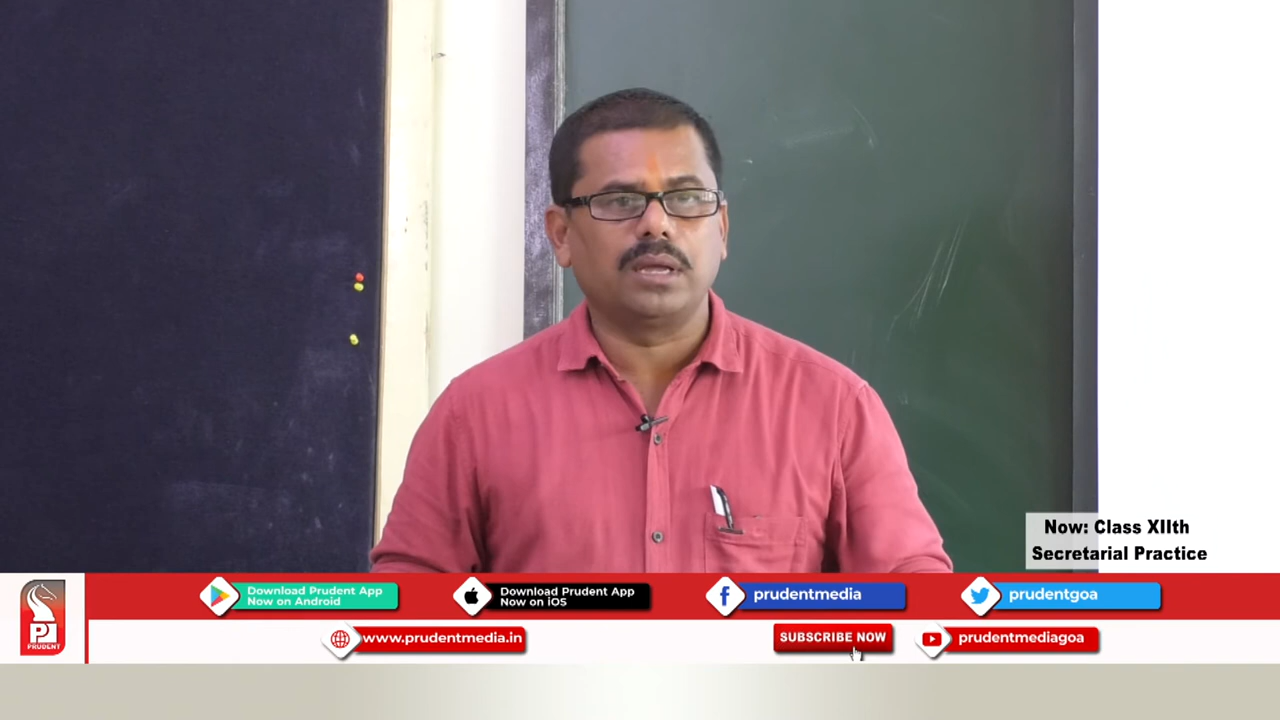 Now: Class XIIth
Secretarial Practice
Download Prudent App
Now on Android
Download Prudent App
Now on iOS
prudentmedia
prudentgoa
PRUDENT
www.prudentmedia.in
SUBSCRIBE NOW
prudentmediagoa